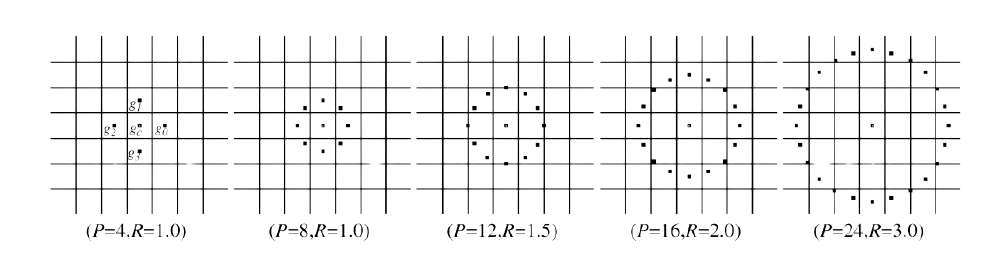 g1
g2 gc g0
g3
(P=4,R=1.0) (P=8,R=1.0) (P=12,R=1.5) (P=16,R=2.0) (P=24,R=3.0)